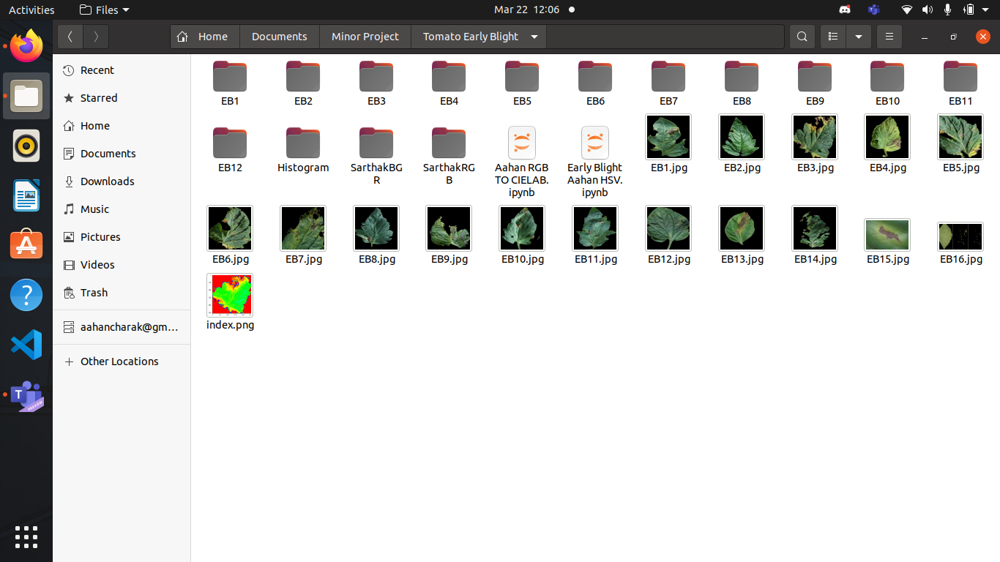 Activities
Files
Mar 22 12:06
Home
Documents
Minor Project
Tomato Early Blight
Recent
Starred
Home
Documents
Downloads
Music
Pictures
Videos
Trash
aahancharak@gm...
Other Locations
EB1
EB2
EB3
EB4
EB5
EB6
EB7
EB8
EB9
EB10
EB11
EB12
Histogram
SarthakBG
R
SarthakRG
B
Aahan RGB
TO CIELAB.
ipynb
Early Blight
Aahan HSV.
ipynb
EB1.jpg
EB2.jpg
EB3.jpg
EB4.jpg
EB5.jpg
EB6.jpg
EB7.jpg
EB8.jpg
EB9.jpg
EB10.jpg
EB11.jpg
EB12.jpg
EB13.jpg
EB14.jpg
EB15.jpg
EB16.jpg
index.png
T
PREVIEW